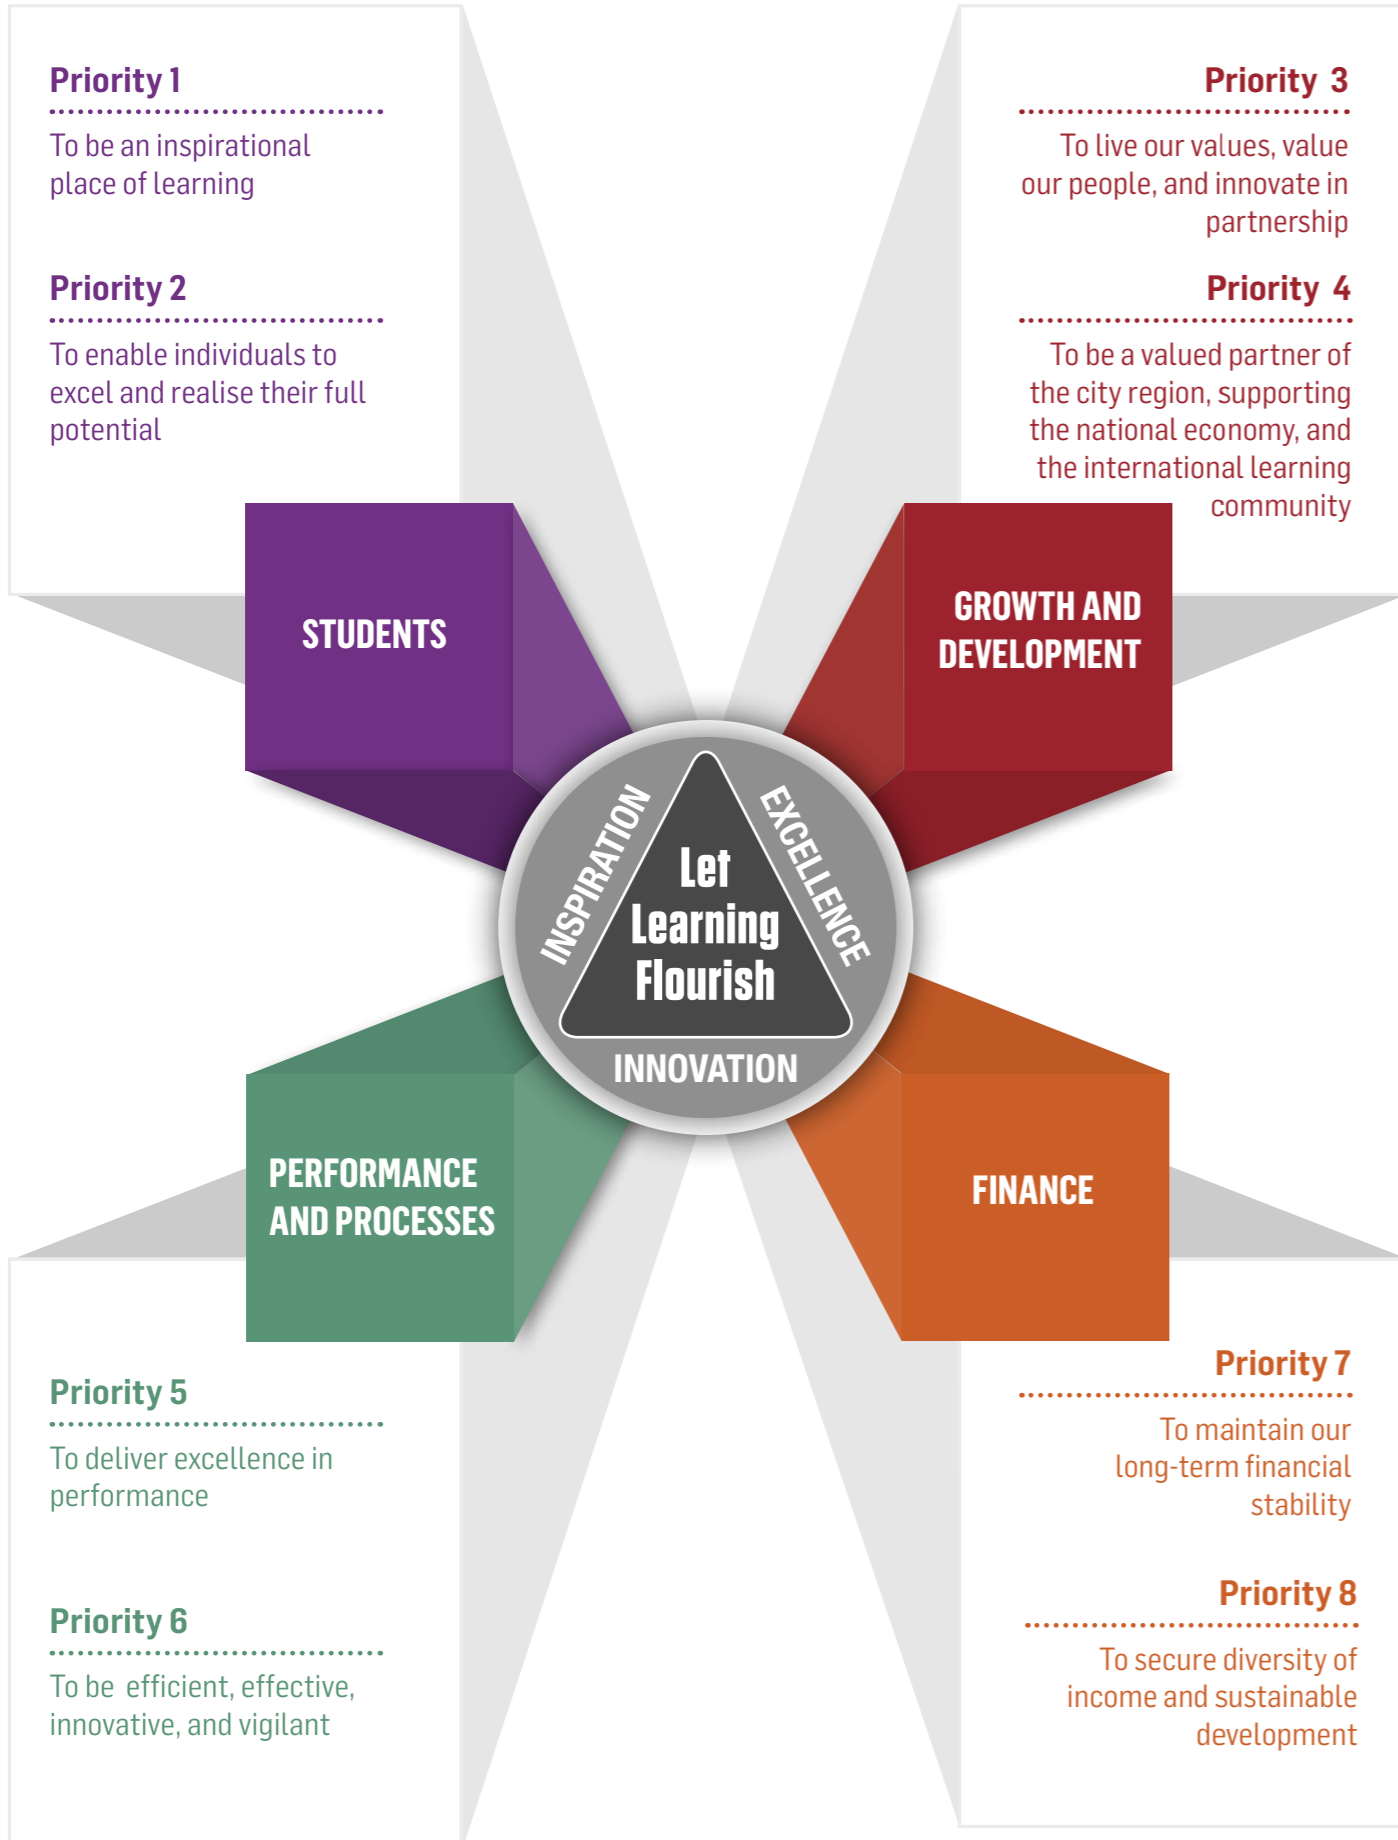 Priority 1
To be an inspirational
place of learning
Priority 2
To enable individuals to
excel and realise their full
potential
STUDENTS
Priority 3
To live our values, value
our people, and innovate in
partnership
Priority 4
To be a valued partner of
the city region, supporting
the national economy, and
the international learning
community
GROWTH AND
DEVELOPMENT
INSPIRATION
EXCELLENCE
Let
Learning
Flourish
INNOVATION
PERFORMANCE
AND PROCESSES
Priority 5
To deliver excellence in
performance
Priority 6
To be efficient, effective,
innovative, and vigilant
FINANCE
Priority 7
To maintain our
long-term financial
stability
Priority 8
To secure diversity of
income and sustainable
development